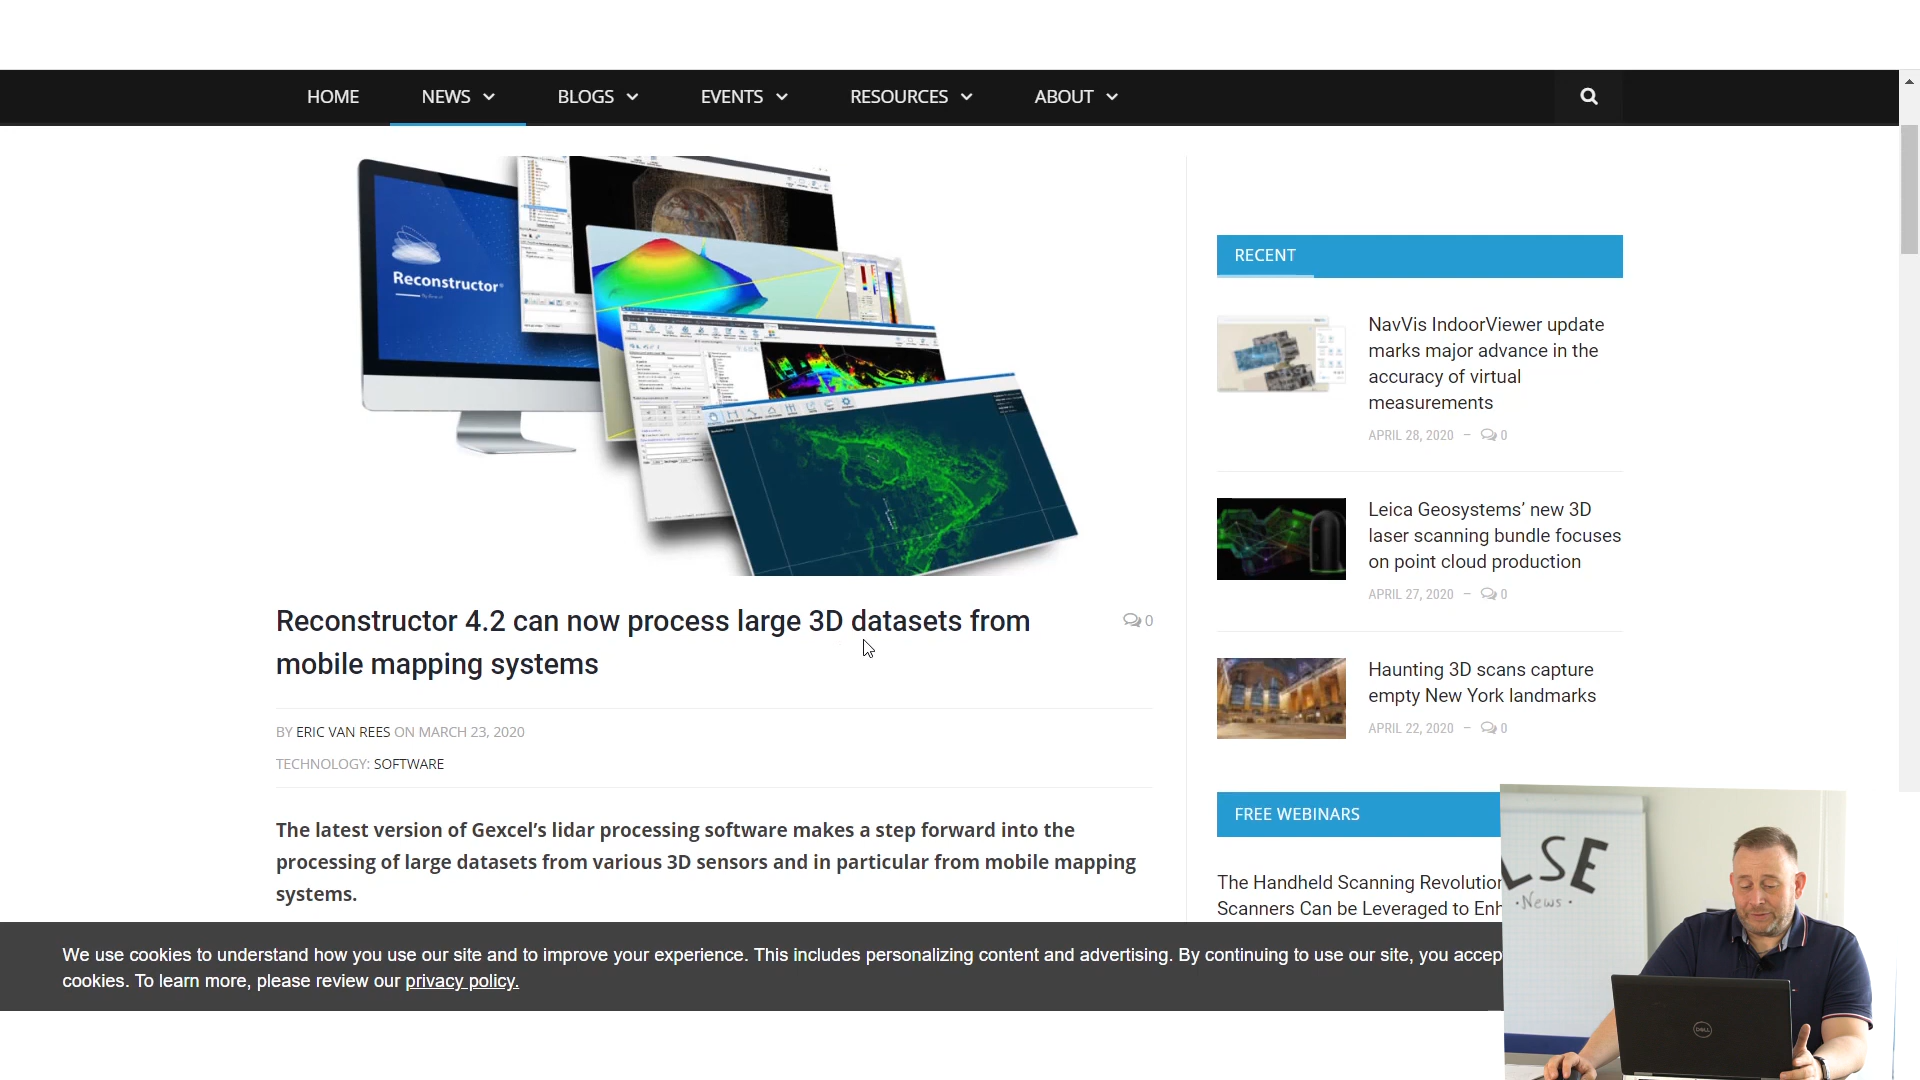 HOME NEWS BLOGS EVENTS RESOURCES ABOUT
Reconstructor
Reconstructor 4.2 can now process large 3D datasets from
mobile mapping systems
0
BY ERIC VAN REES ON MARCH 23, 2020
TECHNOLOGY: SOFTWARE
The latest version of Gexcel’s lidar processing software makes a step forward into the
processing of large datasets from various 3D sensors and in particular from mobile mapping
systems.
RECENT
NavVis IndoorViewer update
marks major advance in the
accuracy of virtual
measurements
APRIL 28, 2020 – 0
Leica Geosystems’ new 3D
laser scanning bundle focuses
on point cloud production
APRIL 27, 2020 – 0
Haunting 3D scans capture
empty New York landmarks
APRIL 22, 2020 – 0
FREE WEBINARS
The Handheld Scanning Revolution
Scanners Can be Leveraged to Enh
We use cookies to understand how you use our site and to improve your experience. This includes personalizing content and advertising. By continuing to use our site, you accep
cookies. To learn more, please review our privacy policy.
LSE
·News·
DELL